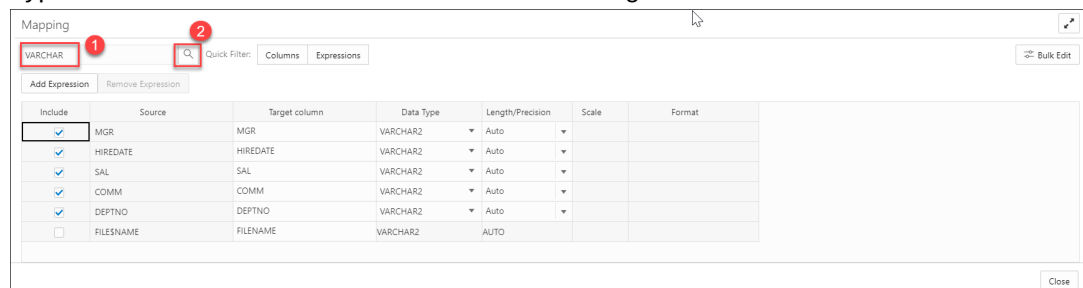 Mapping
2
VARCHAR 1 Quick Filter: Columns Expressions Bulk Edit
Add Expression Remove Expression
Include Source Target column Data Type Length/Precision Scale Format
MGR MGR VARCHAR2 Auto
HIREDATE HIREDATE VARCHAR2 Auto
SAL SAL VARCHAR2 Auto
COMM COMM VARCHAR2 Auto
DEPTNO DEPTNO VARCHAR2 Auto
FILE$NAME FILENAME VARCHAR2 AUTO
Close